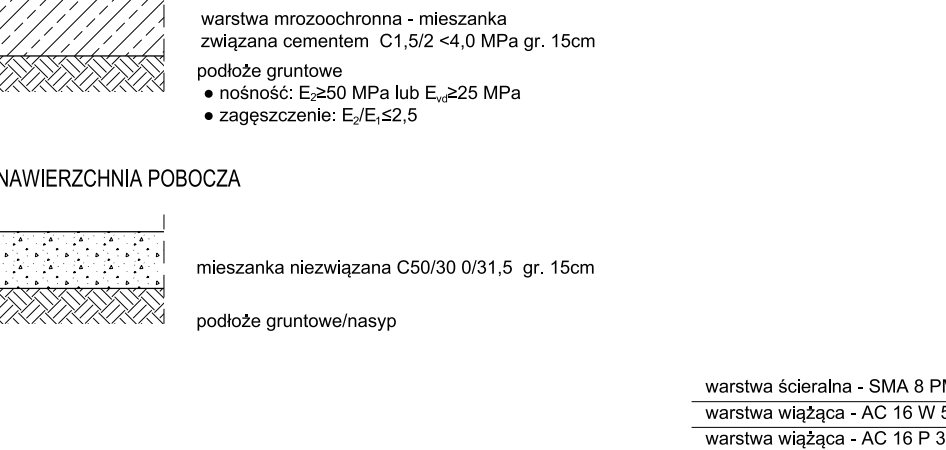 warstwa mrozoochronna - mieszanka
związana cementem C1,5/2 <4,0 MPa gr. 15cm
podłoże gruntowe
● nośność: E₂≥50 MPa lub Evd≥25 MPa
● zagęszczenie: E₂/E₁≤2,5
NAWIERZCHNIA POBOCZA
mieszanka niezwiązana C50/30 0/31,5 gr. 15cm
podłoże gruntowe/nasyp
warstwa ścieralna - SMA 8
warstwa wiążąca - AC 16 W
warstwa wiążąca - AC 16 P